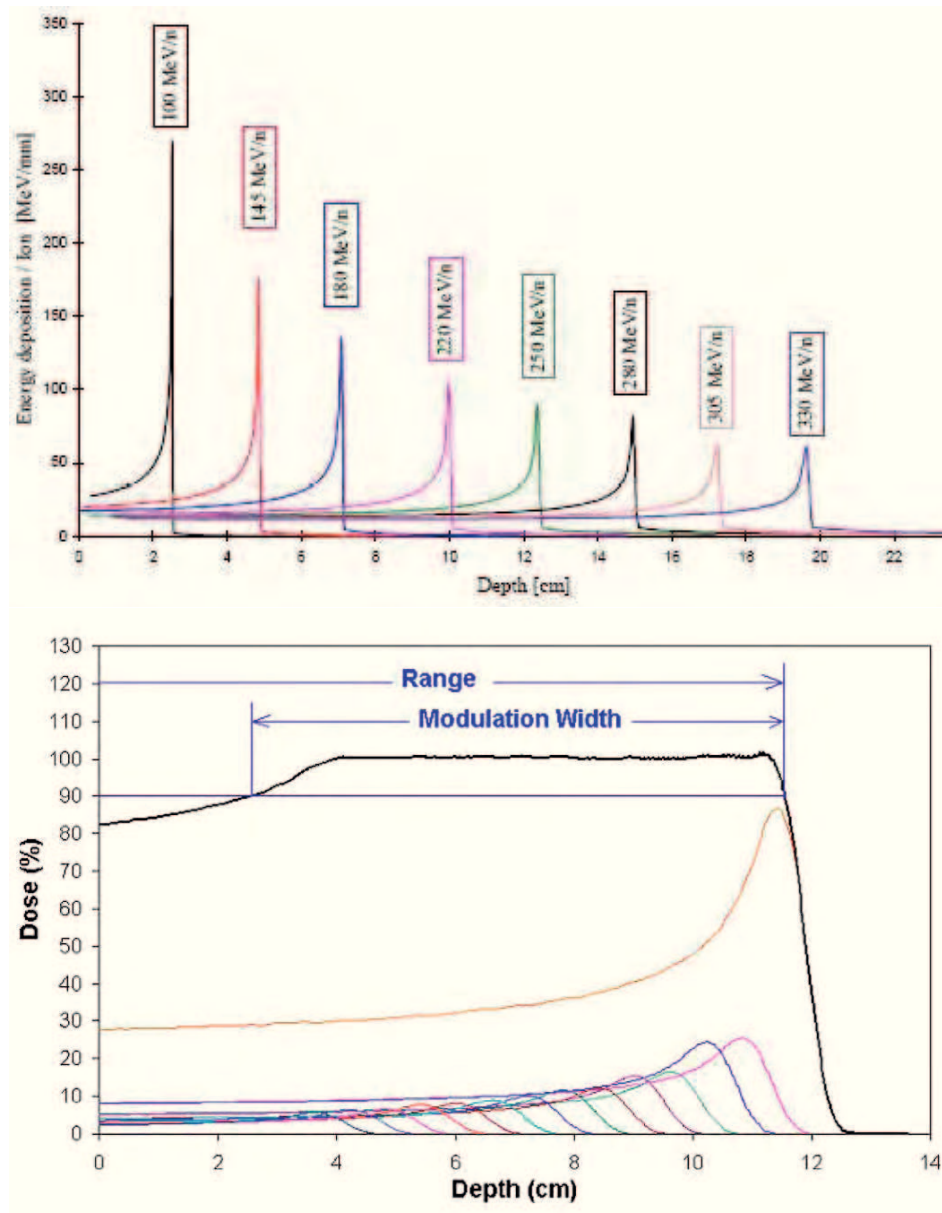 350
300
250
200
150
100
50
0
Energy deposition / Ion [MeV/mm]
100 MeV/n
145 MeV/n
180 MeV/n
220 MeV/n
250 MeV/n
280 MeV/n
305 MeV/n
330 MeV/n
0 2 4 6 8 10 12 14 16 18 20 22
Depth [cm]
130
120
110
100
90
80
70
60
50
40
30
20
10
0
Dose (%)
Range
Modulation Width
0 2 4 6 8 10 12 14
Depth (cm)